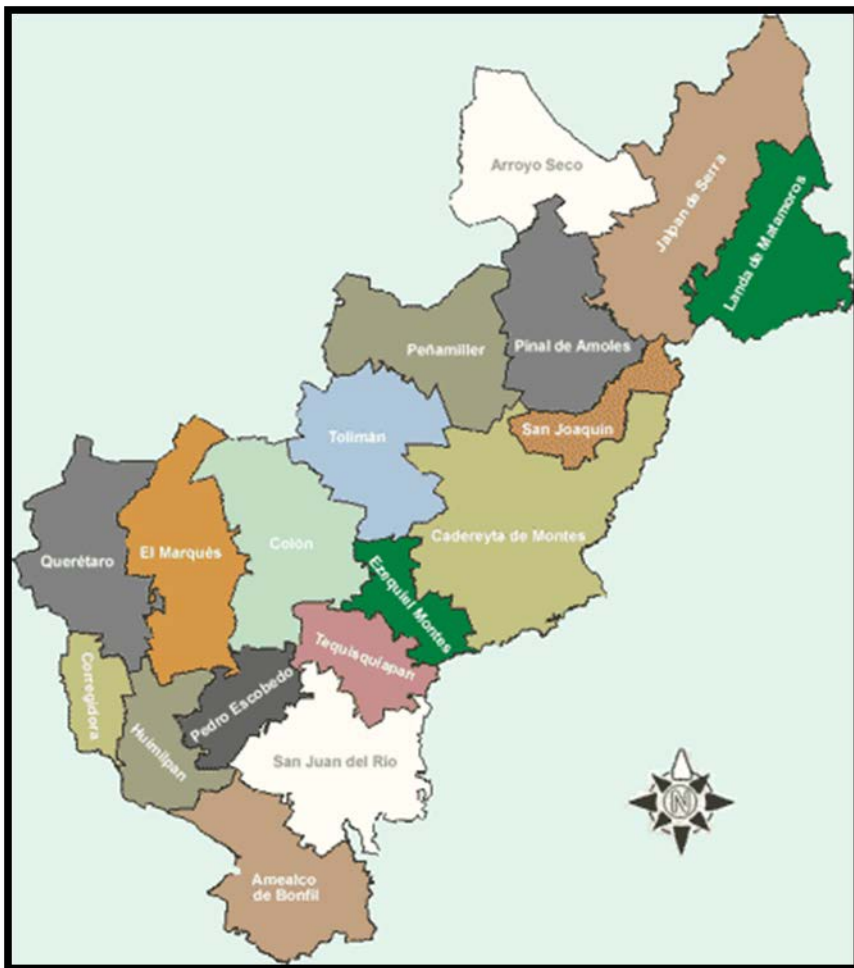 Arroyo Seco
Jalpan de Serra
Landa de Matamoros
Peñamiller
Pinal de Amoles
San Joaquín
Tolimán
Cadereyta de Montes
Colón
El Marqués
Querétaro
Ezequiel Montes
Tequisquiapan
Corregidora
Pedro Escobedo
Huimilpan
San Juan del Río
N
Amealco
de Bonfil